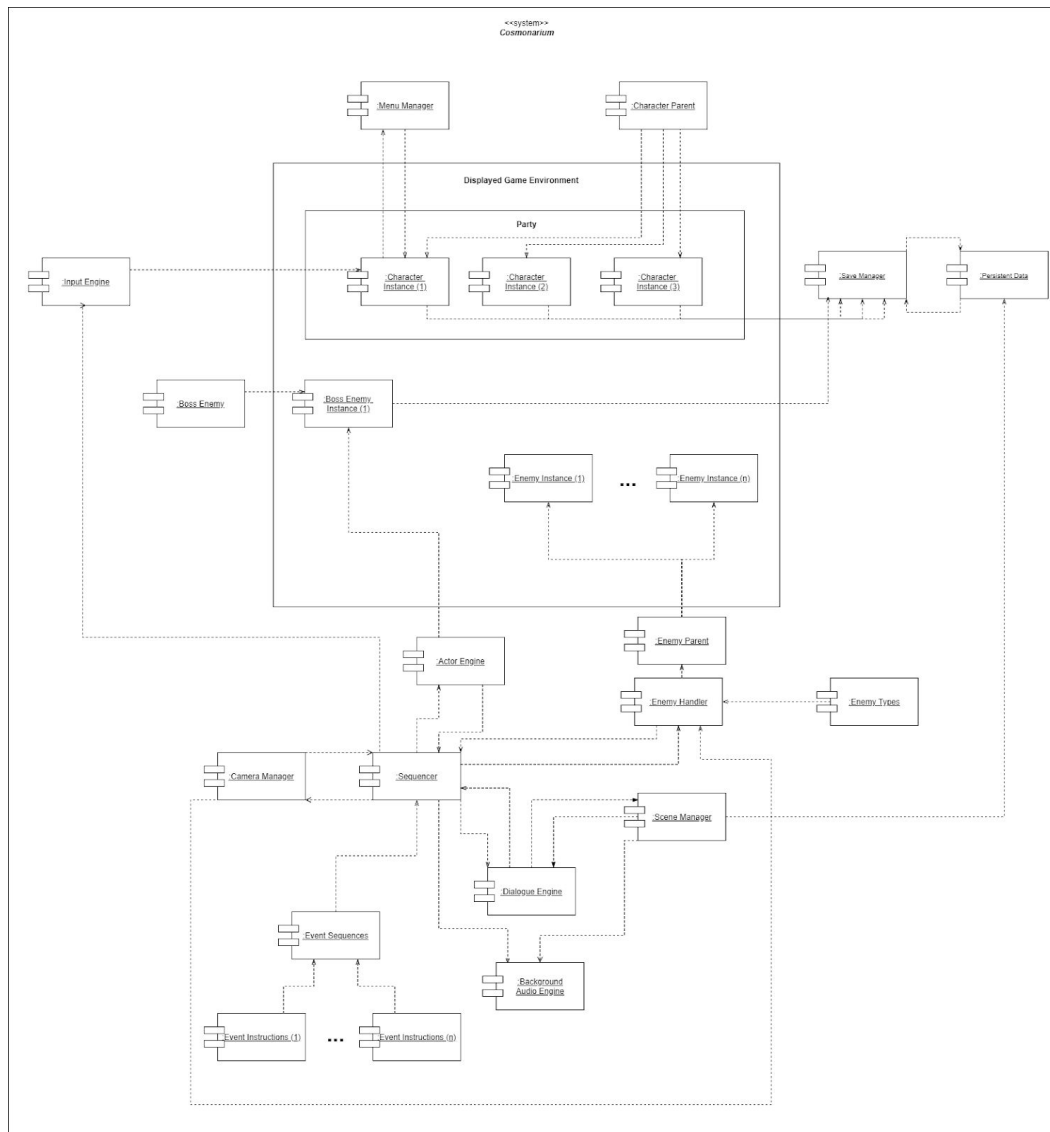 <<system>>
Cosmonarium
:Menu Manager
:Character Parent
Displayed Game Environment
Party
:Input Engine
:Character
Instance (1)
:Character
Instance (2)
:Character
Instance (3)
:Save Manager
:Persistent Data
:Boss Enemy
:Boss Enemy
Instance (1)
:Enemy Instance (1)
...
:Enemy Instance (n)
:Enemy Parent
:Actor Engine
:Enemy Handler
:Enemy Types
:Camera Manager
:Sequencer
:Scene Manager
:Dialogue Engine
:Event Sequences
:Background
Audio Engine
:Event Instructions (1)
...
:Event Instructions (n)